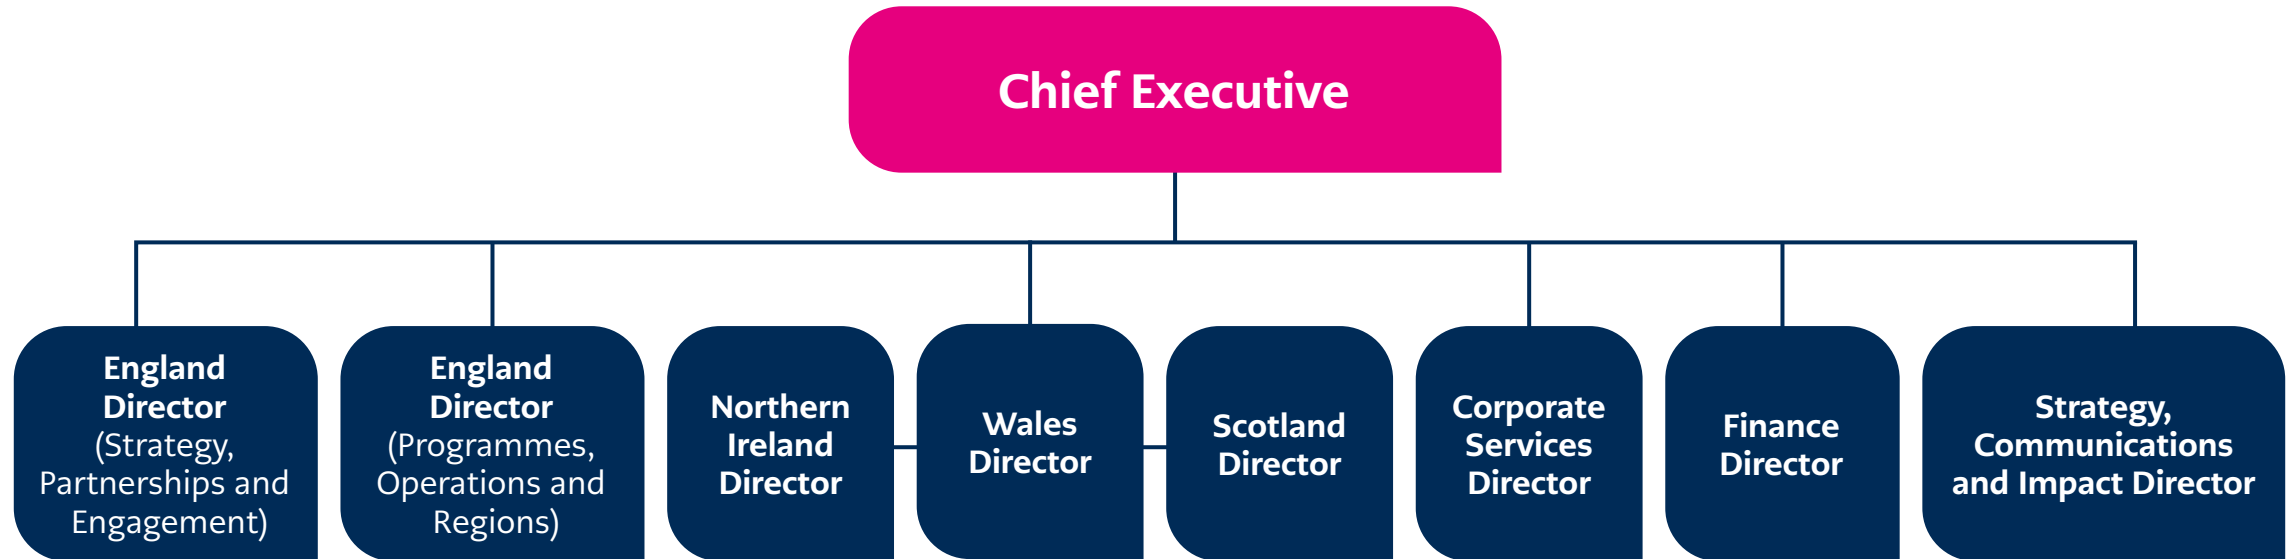 Chief Executive
England
Director
(Strategy,
Partnerships and
Engagement)
England
Director
(Programmes,
Operations and
Regions)
Northern
Ireland
Director
Wales
Director
Scotland
Director
Corporate
Services
Director
Finance
Director
Strategy,
Communications
and Impact Director